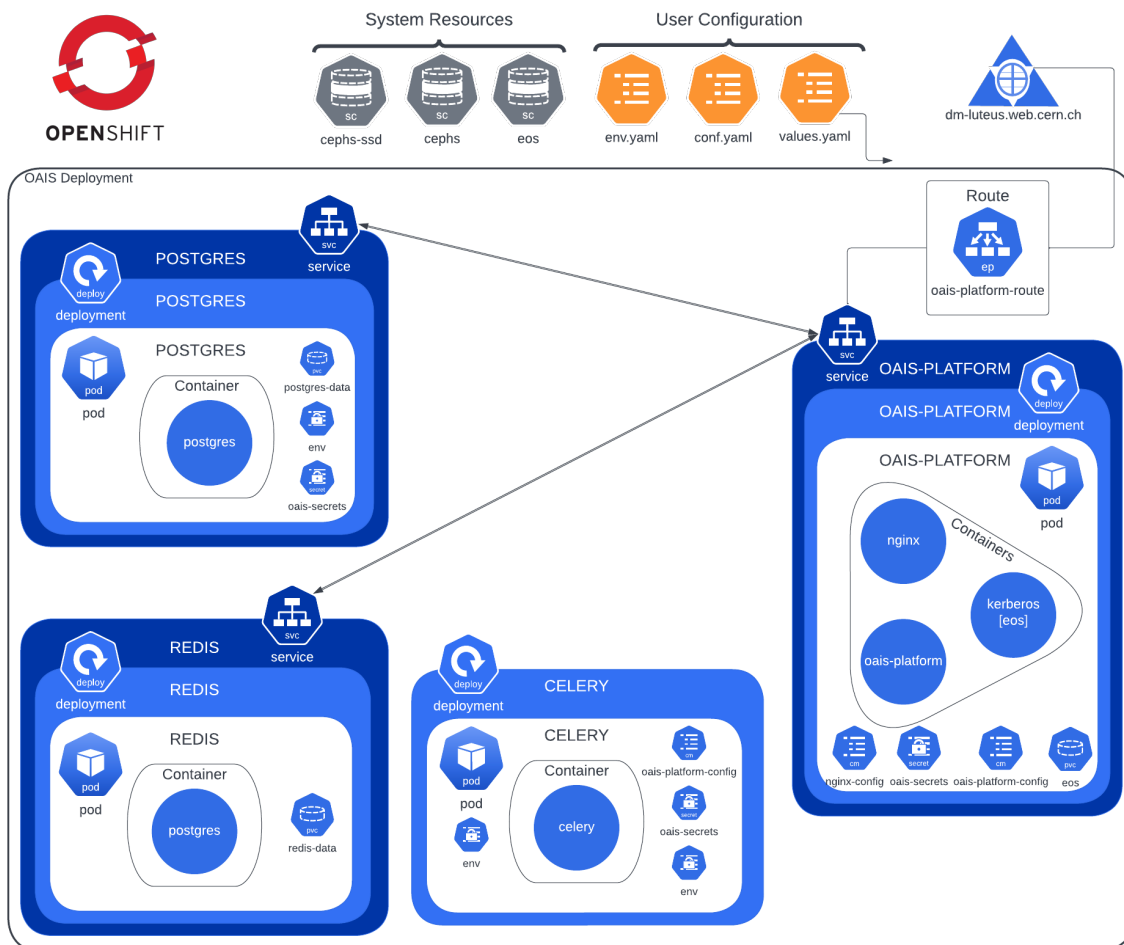 System Resources
User Configuration
OPENSHIFT
sc
sc
sc
cephs-ssd
cephs
eos
env.yaml
conf.yaml
values.yaml
dm-luteus.web.cern.ch
OAIS Deployment
Route
ep
oais-platform-route
svc
service
POSTGRES
deploy
deployment
POSTGRES
POSTGRES
pod
pod
Container
postgres
pvc
postgres-data
env
secret
oais-secrets
svc
service
OAIS-PLATFORM
deploy
deployment
OAIS-PLATFORM
OAIS-PLATFORM
pod
pod
Containers
nginx
kerberos
[eos]
oais-platform
cm
nginx-config
secret
oais-secrets
cm
oais-platform-config
pvc
eos
svc
service
REDIS
deploy
deployment
REDIS
REDIS
pod
pod
Container
postgres
pvc
redis-data
deploy
deployment
CELERY
CELERY
pod
pod
env
Container
celery
cm
oais-platform-config
secret
oais-secrets
env